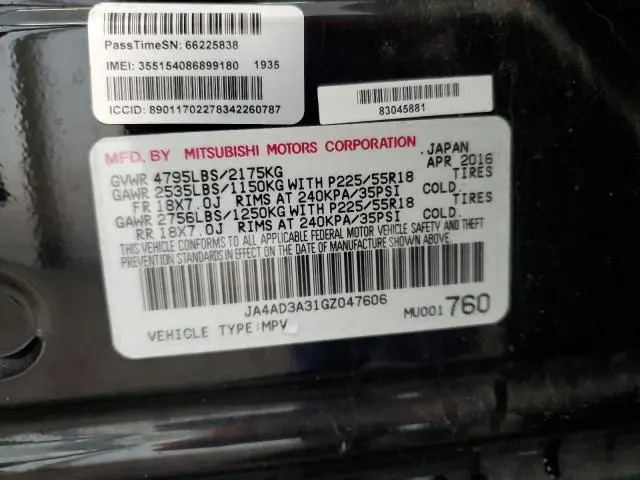 PassTimeSN: 66225838
IMEI: 355154086899180 1935
ICCID: 89011702278342260787
83045881
MFD. BY MITSUBISHI MOTORS CORPORATION JAPAN
GVWR 4795LBS/2175KG APR 2016
GAWR 2535LBS/1150KG WITH P225/55R18 TIRES
FR 18X7.0J RIMS AT 240KPA/35PSI COLD.
GAWR 2756LBS/1250KG WITH P225/55R18 TIRES
RR 18X7.0J RIMS AT 240KPA/35PSI COLD.
THIS VEHICLE CONFORMS TO ALL APPLICABLE FEDERAL MOTOR VEHICLE SAFETY AND THEFT
PREVENTION STANDARDS IN EFFECT ON THE DATE OF MANUFACTURE SHOWN ABOVE.
JA4AD3A31GZ047606
VEHICLE TYPE:MPV MU001760